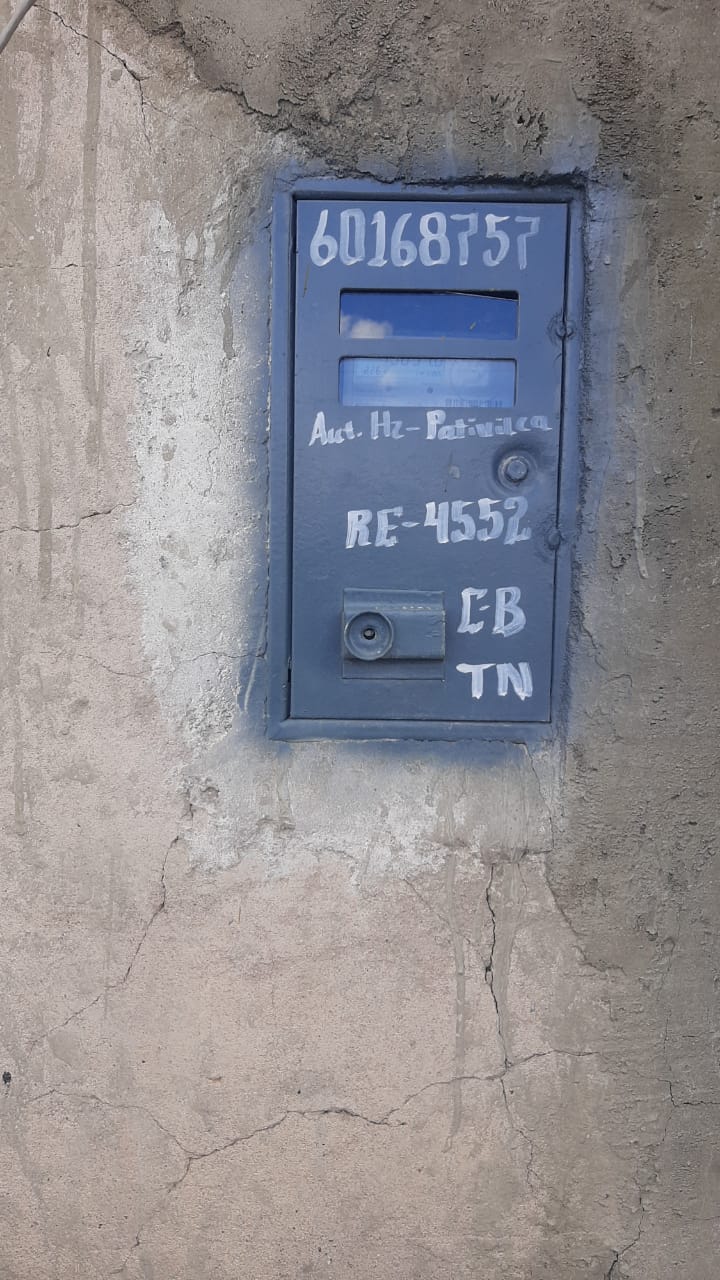 60168757
Aut. Hz-Pativilca
RE-4552
C-B
TN